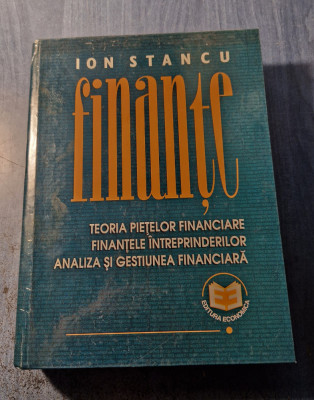 ION STANCU
finanțe
TEORIA PIEȚELOR FINANCIARE
FINANȚELE ÎNTREPRINDERILOR
ANALIZA ȘI GESTIUNEA FINANCIARĂ
EDITURA ECONOMICĂ